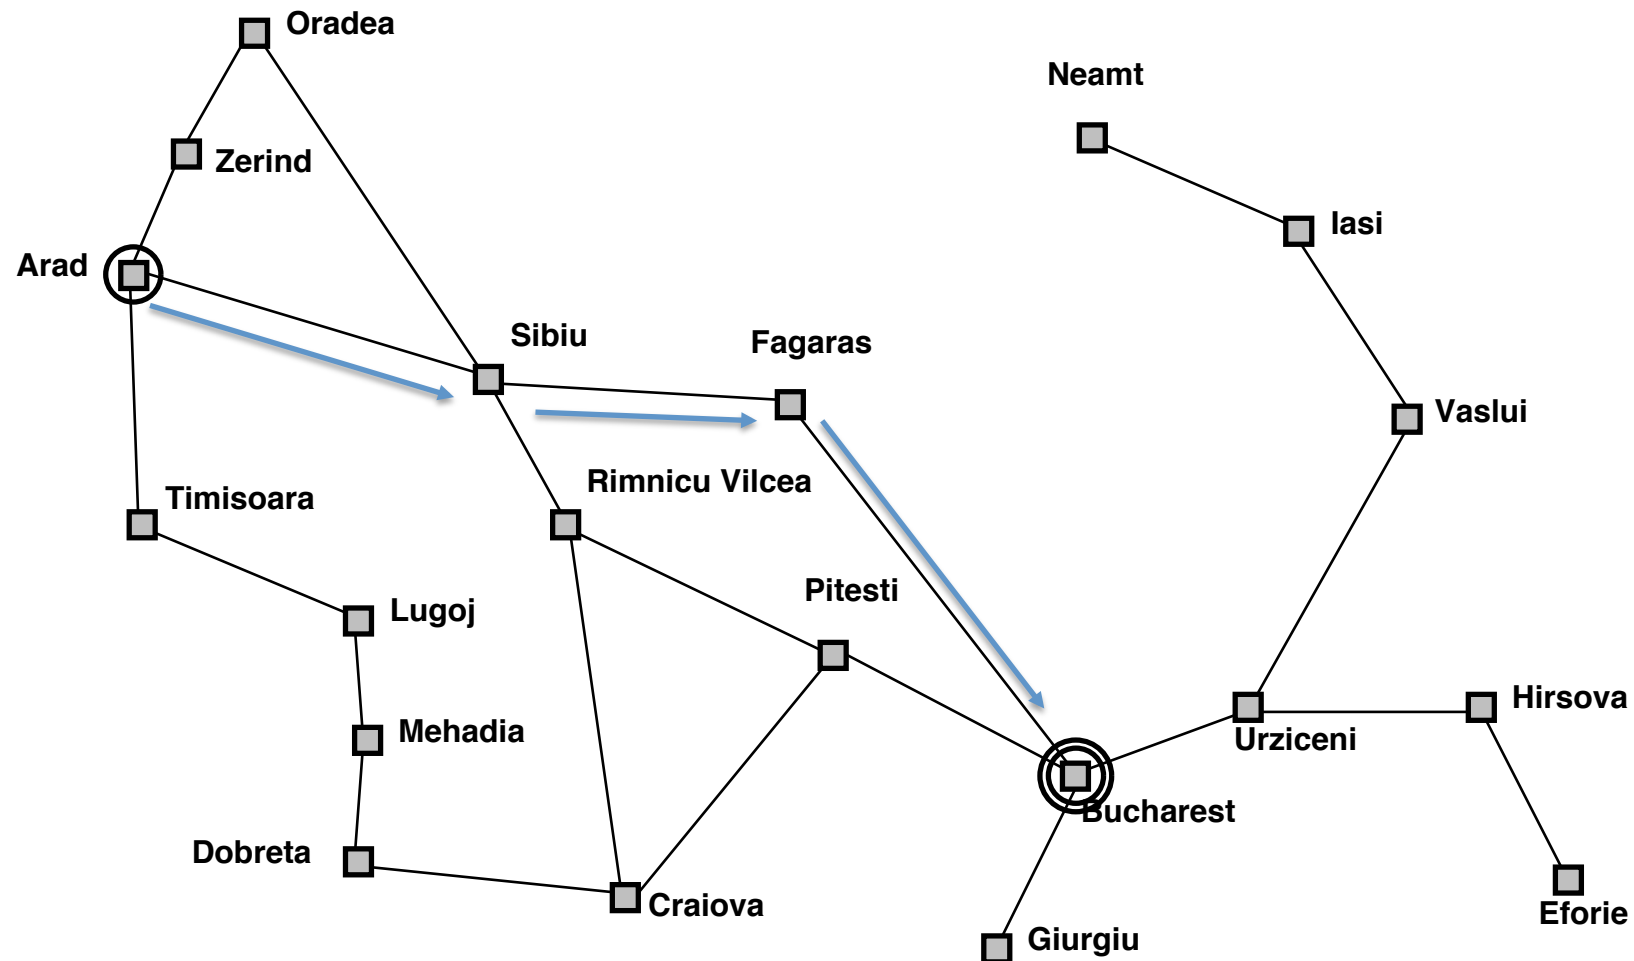 Oradea
Neamt
Zerind
Iasi
Arad
Sibiu
Fagaras
Vaslui
Rimnicu Vilcea
Timisoara
Pitesti
Lugoj
Hirsova
Mehadia
Urziceni
Bucharest
Dobreta
Craiova
Eforie
Giurgiu